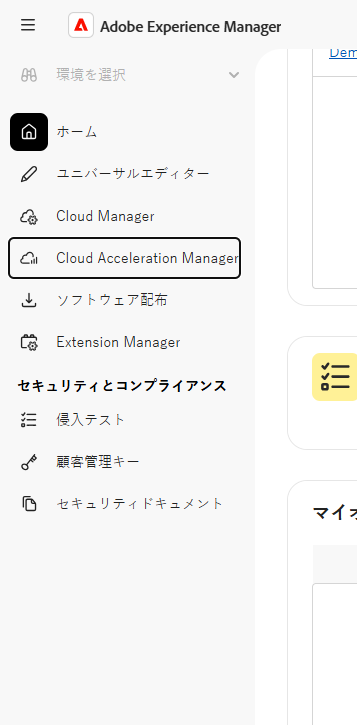 Adobe Experience Manager
Dem
環境を選択
ホーム
ユニバーサルエディター
Cloud Manager
Cloud Acceleration Manager
ソフトウェア配布
Extension Manager
セキュリティとコンプライアンス
侵入テスト
顧客管理キー
セキュリティドキュメント
マイオ